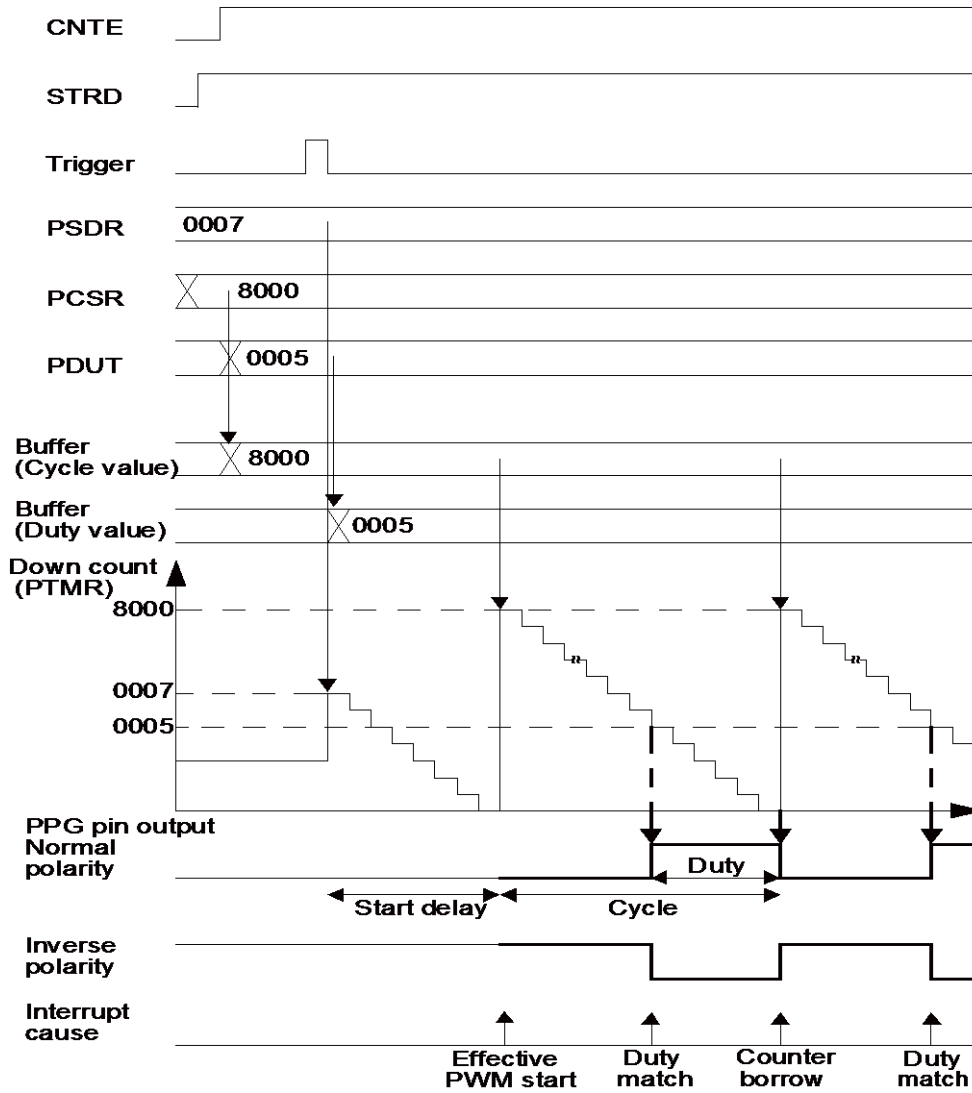 CNTE
STRD
Trigger
PSDR
0007
PCSR
8000
PDUT
0005
Buffer
(Cycle value)
8000
Buffer
(Duty value)
0005
Down count
(PTMR)
8000
0007
0005
PPG pin output
Normal
polarity
Duty
Start delay
Cycle
Inverse
polarity
Interrupt
cause
Effective
PWM start
Duty
match
Counter
borrow
Duty
match